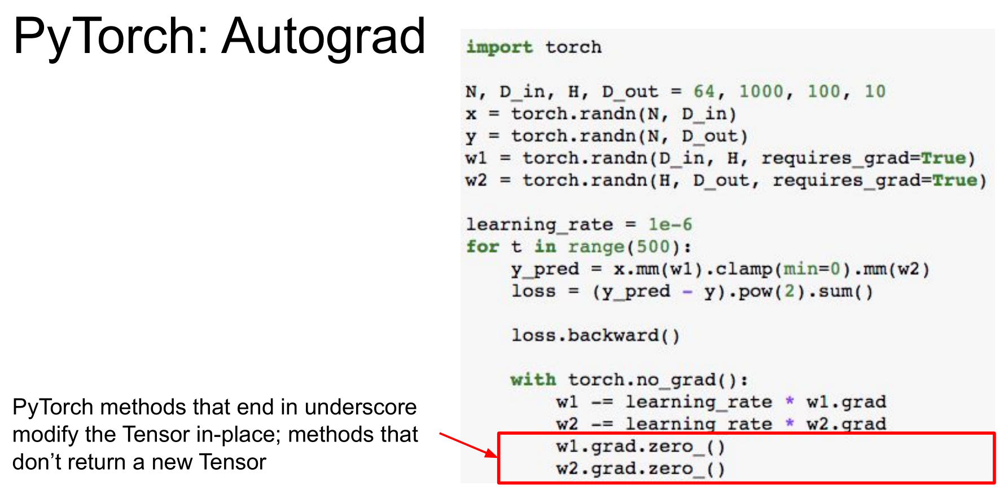 PyTorch: Autograd
import torch
N, D_in, H, D_out = 64, 1000, 100, 10
x = torch.randn(N, D_in)
y = torch.randn(N, D_out)
w1 = torch.randn(D_in, H, requires_grad=True)
w2 = torch.randn(H, D_out, requires_grad=True)
learning_rate = 1e-6
for t in range(500):
    y_pred = x.mm(w1).clamp(min=0).mm(w2)
    loss = (y_pred - y).pow(2).sum()
    loss.backward()
    with torch.no_grad():
        w1 -= learning_rate * w1.grad
        w2 -= learning_rate * w2.grad
        w1.grad.zero_()
        w2.grad.zero_()
PyTorch methods that end in underscore
modify the Tensor in-place; methods that
don’t return a new Tensor